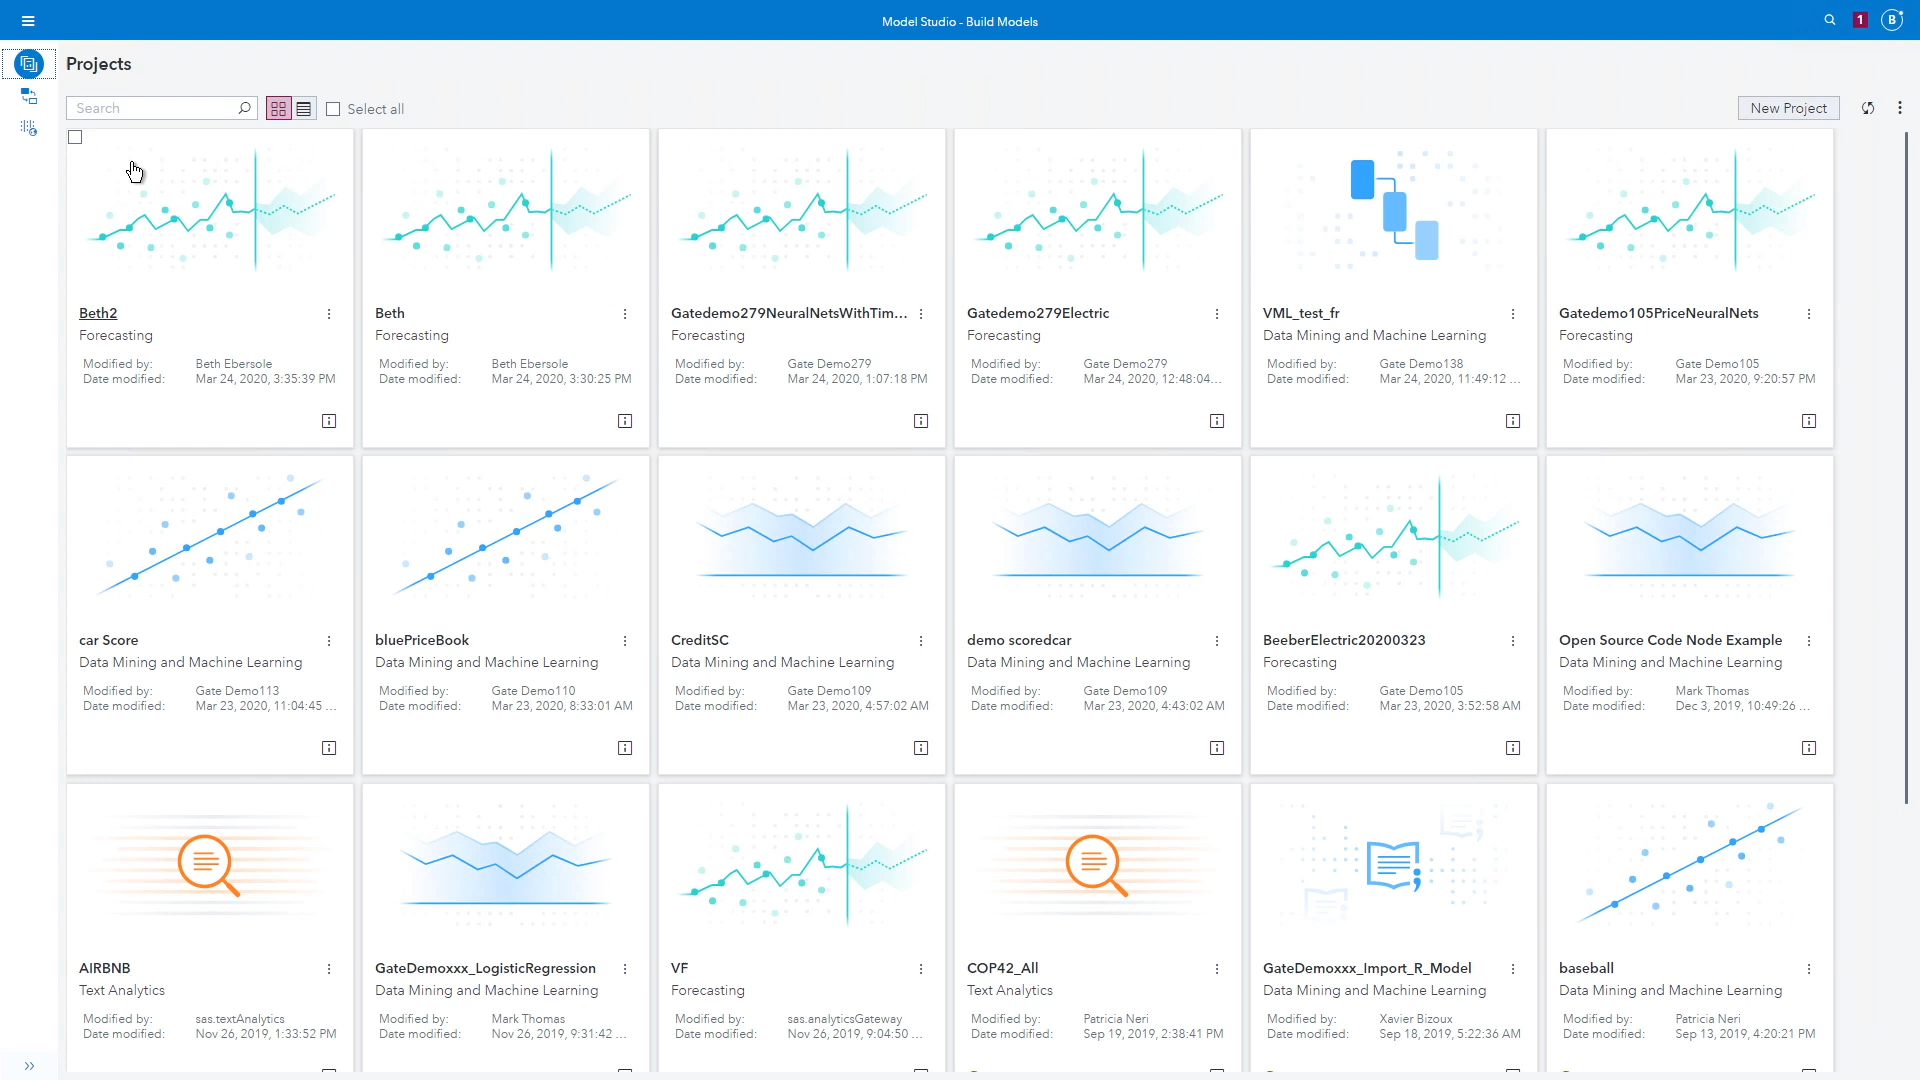 Model Studio - Build Models
1
B
Projects
Search
Select all
New Project
Beth2
Forecasting
Modified by: Beth Ebersole
Date modified: Mar 24, 2020, 3:35:39 PM
Beth
Forecasting
Modified by: Beth Ebersole
Date modified: Mar 24, 2020, 3:30:25 PM
Gatedemo279NeuralNetsWithTim...
Forecasting
Modified by: Gate Demo279
Date modified: Mar 24, 2020, 1:07:18 PM
Gatedemo279Electric
Forecasting
Modified by: Gate Demo279
Date modified: Mar 24, 2020, 12:48:04...
VML_test_fr
Data Mining and Machine Learning
Modified by: Gate Demo138
Date modified: Mar 24, 2020, 11:49:12 ...
Gatedemo105PriceNeuralNets
Forecasting
Modified by: Gate Demo105
Date modified: Mar 23, 2020, 9:20:57 PM
car Score
Data Mining and Machine Learning
Modified by: Gate Demo113
Date modified: Mar 23, 2020, 11:04:45 ...
bluePriceBook
Data Mining and Machine Learning
Modified by: Gate Demo110
Date modified: Mar 23, 2020, 8:33:01 AM
CreditSC
Data Mining and Machine Learning
Modified by: Gate Demo109
Date modified: Mar 23, 2020, 4:57:02 AM
demo scoredcar
Data Mining and Machine Learning
Modified by: Gate Demo109
Date modified: Mar 23, 2020, 4:43:02 AM
BeeberElectric20200323
Forecasting
Modified by: Gate Demo105
Date modified: Mar 23, 2020, 3:52:58 AM
Open Source Code Node Example
Data Mining and Machine Learning
Modified by: Mark Thomas
Date modified: Dec 3, 2019, 10:49:26 ...
AIRBNB
Text Analytics
Modified by: sas.textAnalytics
Date modified: Nov 26, 2019, 1:33:52 PM
GateDemoxxx_LogisticRegression
Data Mining and Machine Learning
Modified by: Mark Thomas
Date modified: Nov 26, 2019, 9:31:42 ...
VF
Forecasting
Modified by: sas.analyticsGateway
Date modified: Nov 26, 2019, 9:04:50 ...
COP42_All
Text Analytics
Modified by: Patricia Neri
Date modified: Sep 19, 2019, 2:38:41 PM
GateDemoxxx_Import_R_Model
Data Mining and Machine Learning
Modified by: Xavier Bizoux
Date modified: Sep 18, 2019, 5:22:36 AM
baseball
Data Mining and Machine Learning
Modified by: Patricia Neri
Date modified: Sep 13, 2019, 4:20:21 PM